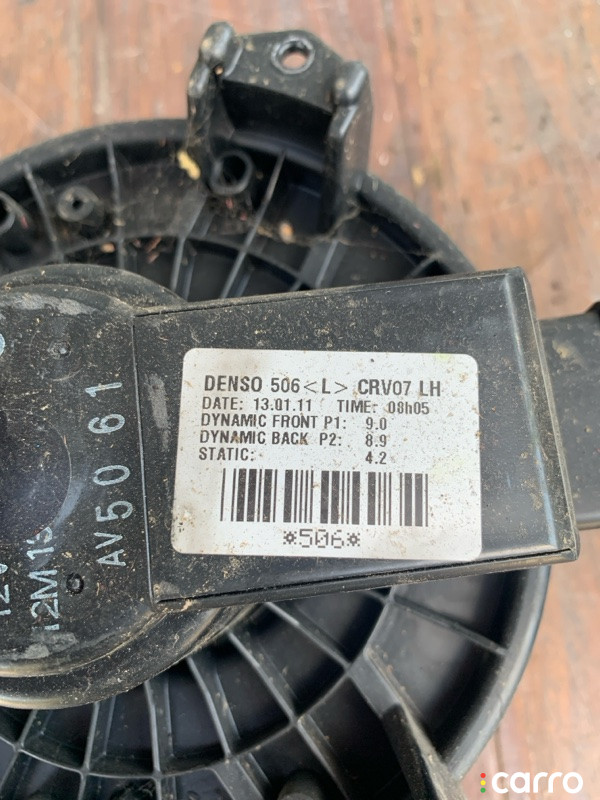 DENSO 506<L> CRV07 LH
DATE: 13.01.11 TIME: 08h05
DYNAMIC FRONT P1: 9.0
DYNAMIC BACK P2: 8.9
STATIC: 4.2
*506*
AV50 61
carro